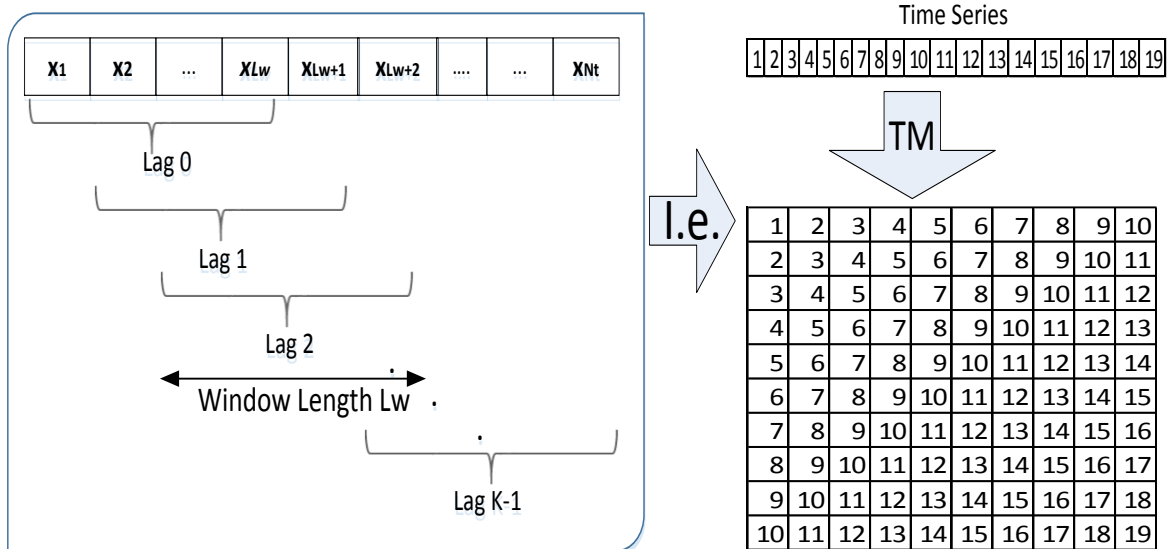 X1 X2 ... XLw XLw+1 XLw+2 .... ... XNt
Lag 0
Lag 1
Lag 2
Window Length Lw
Lag K-1
I.e.
Time Series
1 2 3 4 5 6 7 8 9 10 11 12 13 14 15 16 17 18 19
TM
1 2 3 4 5 6 7 8 9 10
2 3 4 5 6 7 8 9 10 11
3 4 5 6 7 8 9 10 11 12
4 5 6 7 8 9 10 11 12 13
5 6 7 8 9 10 11 12 13 14
6 7 8 9 10 11 12 13 14 15
7 8 9 10 11 12 13 14 15 16
8 9 10 11 12 13 14 15 16 17
9 10 11 12 13 14 15 16 17 18
10 11 12 13 14 15 16 17 18 19